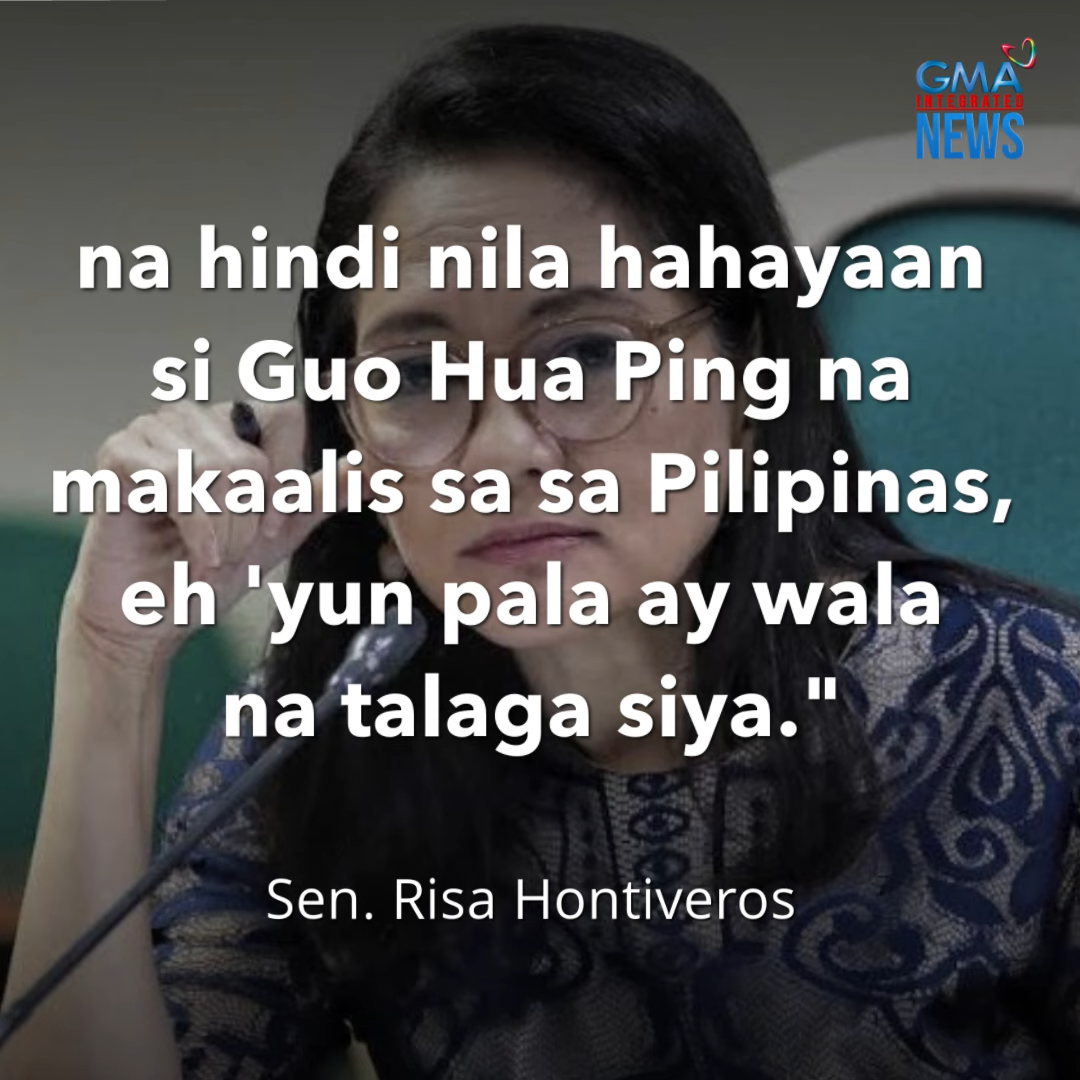 GMA
INTEGRATED
NEWS
na hindi nila hahayaan
si Guo Hua Ping na
makaalis sa sa Pilipinas,
eh 'yun pala ay wala
na talaga siya."
Sen. Risa Hontiveros